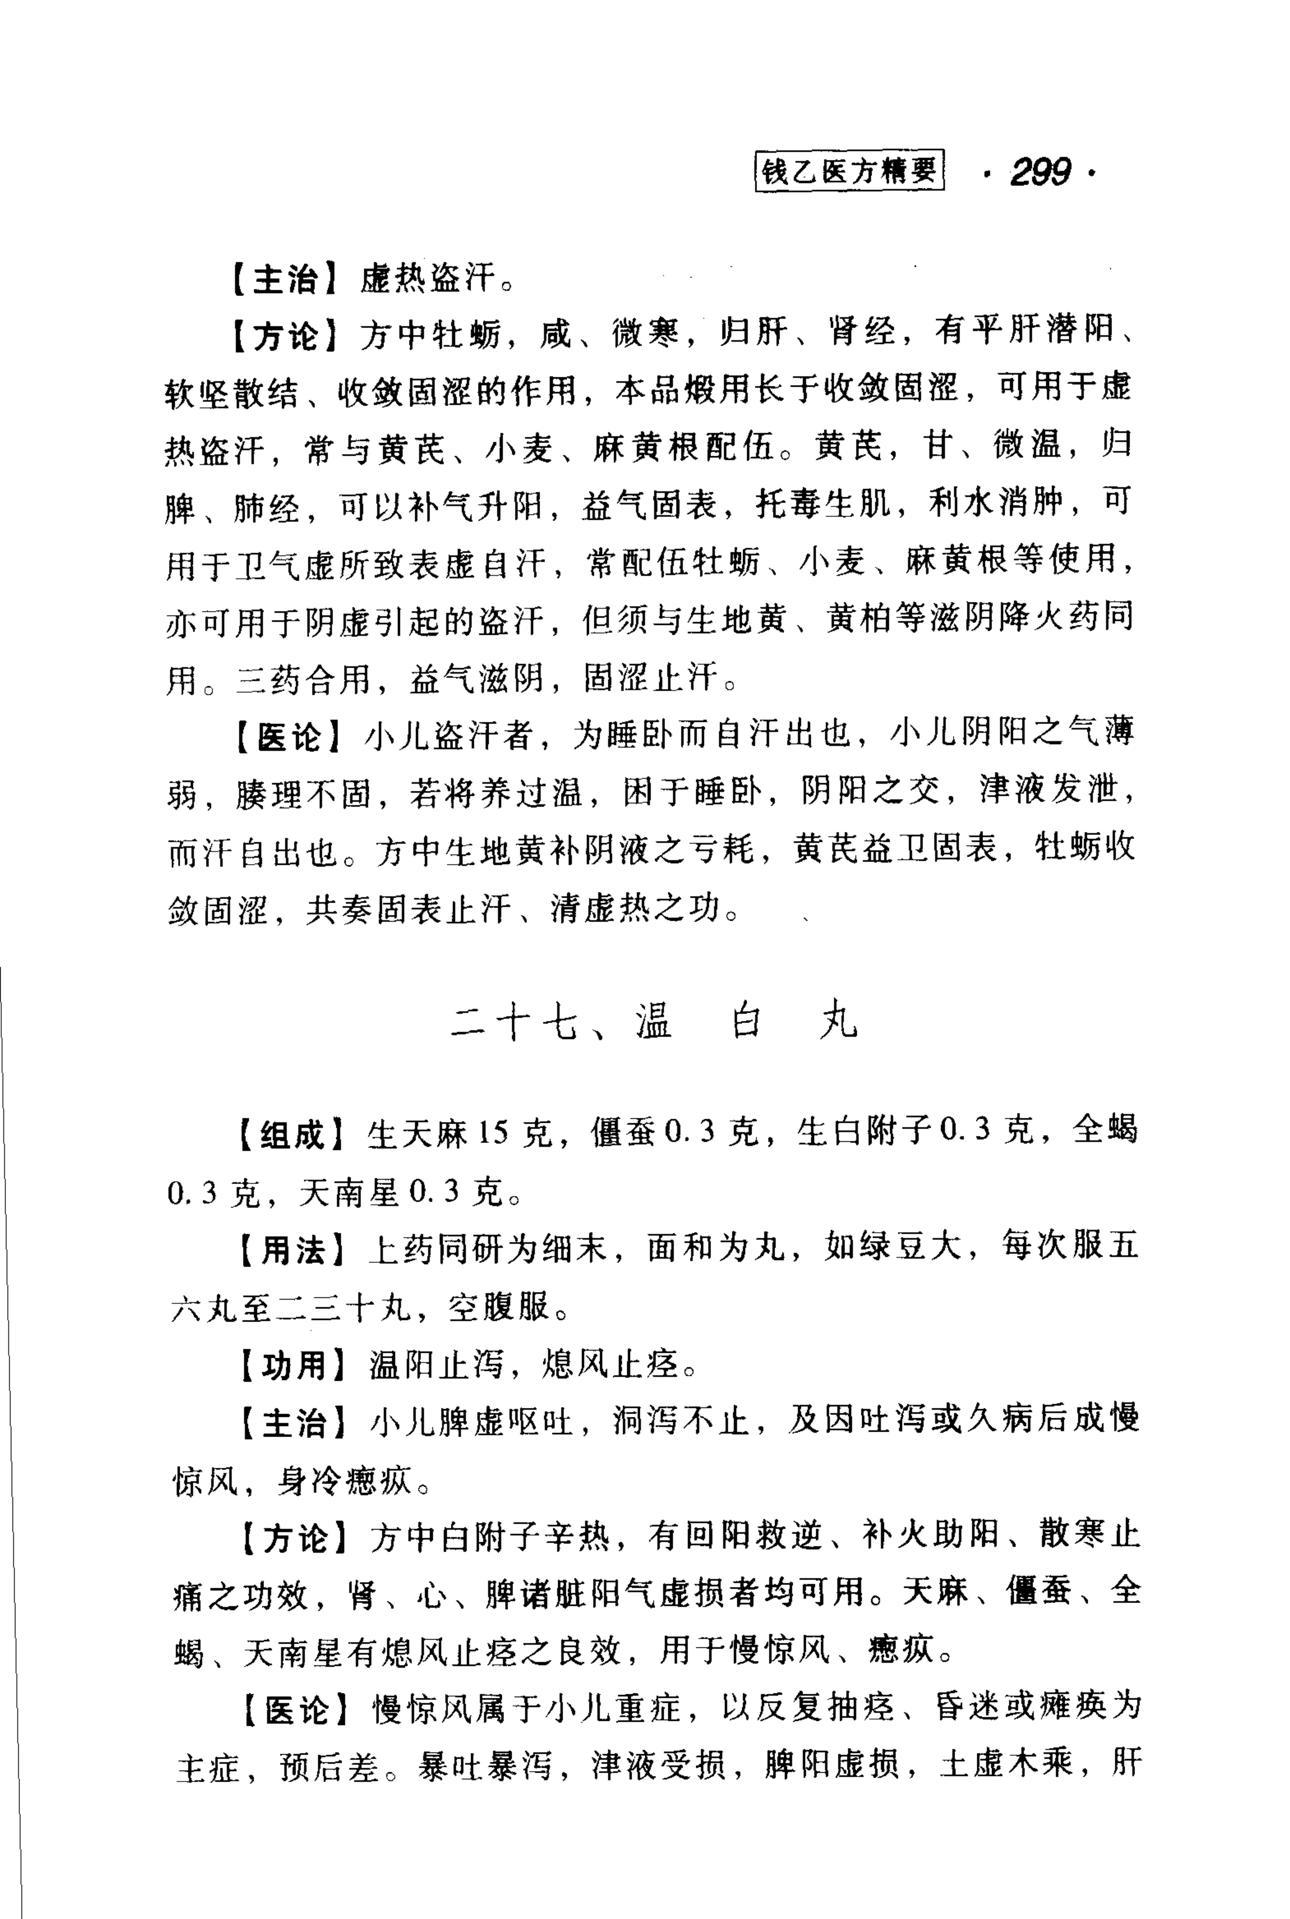 钱乙医方精要 ·299·
【主治】虚热盗汗。
【方论】方中牡蛎，咸、微寒，归肝、肾经，有平肝潜阳、
软坚散结、收敛固涩的作用，本品煅用长于收敛固涩，可用于虚
热盗汗，常与黄芪、小麦、麻黄根配伍。黄芪，甘、微温，归
脾、肺经，可以补气升阳，益气固表，托毒生肌，利水消肿，可
用于卫气虚所致表虚自汗，常配伍牡蛎、小麦、麻黄根等使用，
亦可用于阴虚引起的盗汗，但须与生地黄、黄柏等滋阴降火药同
用。三药合用，益气滋阴，固涩止汗。
【医论】小儿盗汗者，为睡卧而自汗出也，小儿阴阳之气薄
弱，腠理不固，若将养过温，困于睡卧，阴阳之交，津液发泄，
而汗自出也。方中生地黄补阴液之亏耗，黄芪益卫固表，牡蛎收
敛固涩，共奏固表止汗、清虚热之功。
二十七、温白丸
【组成】生天麻15克，僵蚕0.3克，生白附子0.3克，全蝎
0.3克，天南星0.3克。
【用法】上药同研为细末，面和为丸，如绿豆大，每次服五
六丸至二三十丸，空腹服。
【功用】温阳止泻，熄风止痉。
【主治】小儿脾虚呕吐，洞泻不止，及因吐泻或久病后成慢
惊风，身冷瘛疭。
【方论】方中白附子辛热，有回阳救逆、补火助阳、散寒止
痛之功效，肾、心、脾诸脏阳气虚损者均可用。天麻、僵蚕、全
蝎、天南星有熄风止痉之良效，用于慢惊风、瘛疭。
【医论】慢惊风属于小儿重症，以反复抽痉、昏迷或瘫痪为
主症，预后差。暴吐暴泻，津液受损，脾阳虚损，土虚木乘，肝